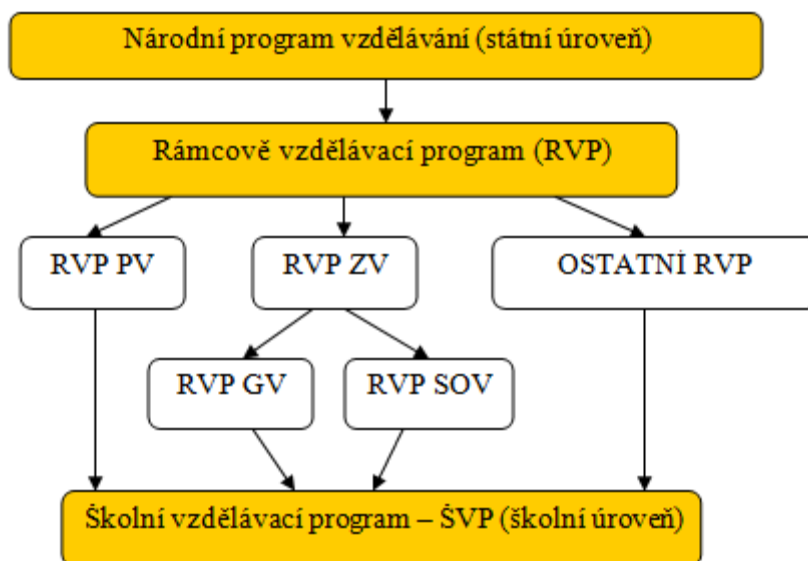 Národní program vzdělávání (státní úroveň)
Rámcově vzdělávací program (RVP)
RVP PV
RVP ZV
OSTATNÍ RVP
RVP GV
RVP SOV
Školní vzdělávací program – ŠVP (školní úroveň)